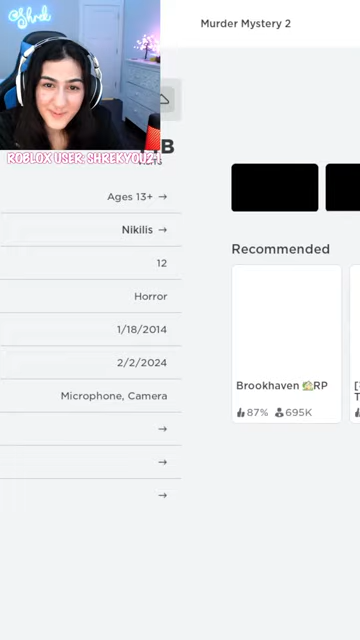 Murder Mystery 2
ROBLOX USER: SHREKYOU21
Ages 13+ →
Nikilis →
12
Horror
1/18/2014
2/2/2024
Microphone, Camera
Recommended
Brookhaven 🏡RP
87% 695K